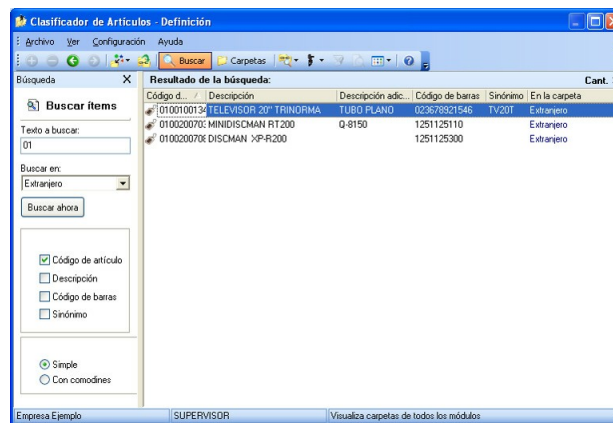 Clasificador de Artículos - Definición
Archivo Ver Configuración Ayuda
Buscar Carpetas
Búsqueda X
Buscar ítems
Texto a buscar:
01
Buscar en:
Extranjero
Buscar ahora
Código de artículo
Descripción
Código de barras
Sinónimo
Simple
Con comodines
Resultado de la búsqueda: Cant.
Código d... Descripción Descripción adic... Código de barras Sinónimo En la carpeta
0100100134 TELEVISOR 20" TRINORMA TUBO PLANO 023678921546 TV20T Extranjero
MINIDISCMAN RT200 Q-8150 1251125110 Extranjero
DISCMAN XP-R200 1251125300 Extranjero
Empresa Ejemplo SUPERVISOR Visualiza carpetas de todos los módulos